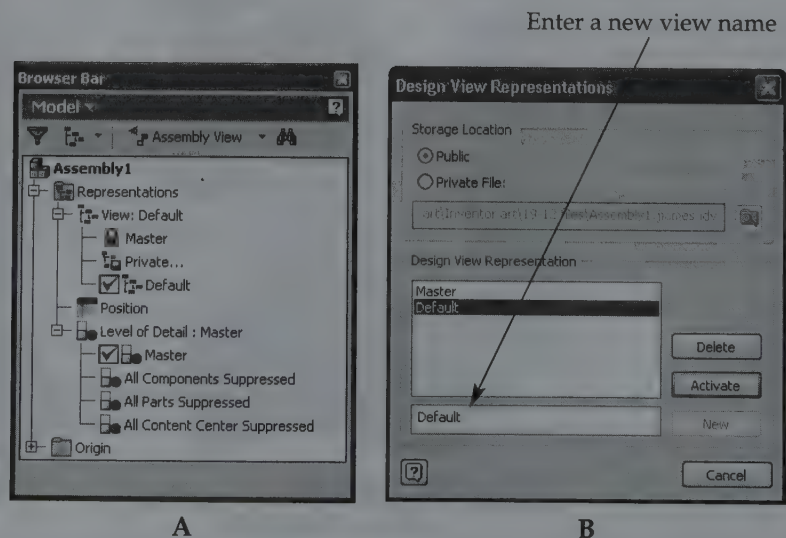 Enter a new view name
Browser Bar
Model
Assembly View
Assembly1
Representations
View: Default
Master
Private...
Default
Position
Level of Detail : Master
Master
All Components Suppressed
All Parts Suppressed
All Content Center Suppressed
Origin
A
Design View Representations
Storage Location
Public
Private File:
Design View Representation
Master
Default
Delete
Activate
Default
New
Cancel
B